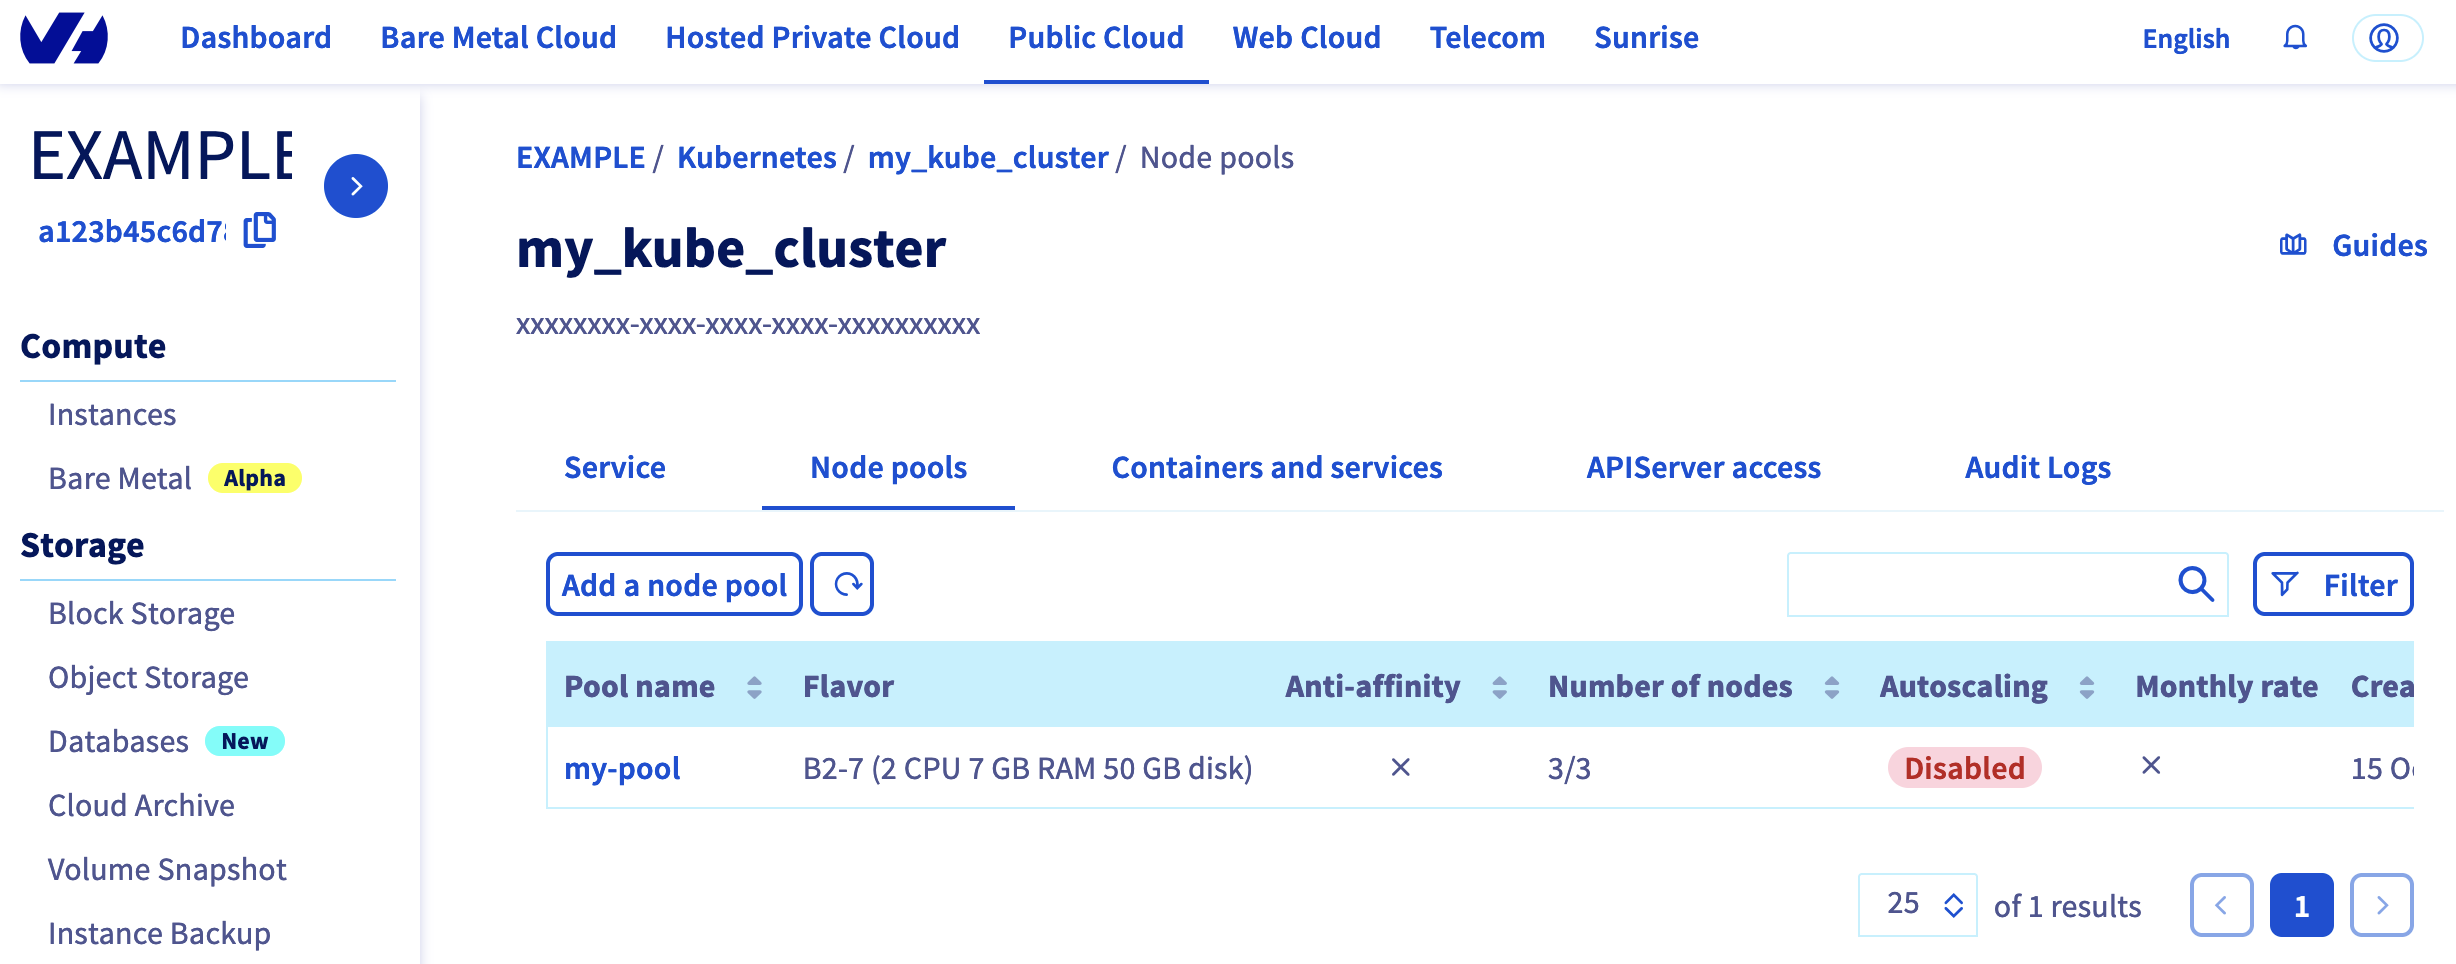 Dashboard Bare Metal Cloud Hosted Private Cloud Public Cloud Web Cloud Telecom Sunrise English
EXAMPLE
a123b45c6d7
Compute
Instances
Bare Metal Alpha
Storage
Block Storage
Object Storage
Databases New
Cloud Archive
Volume Snapshot
Instance Backup
EXAMPLE / Kubernetes / my_kube_cluster / Node pools
my_kube_cluster
Guides
xxxxxxxx-xxxx-xxxx-xxxx-xxxxxxxxxx
Service Node pools Containers and services APIServer access Audit Logs
Add a node pool Filter
Pool name Flavor Anti-affinity Number of nodes Autoscaling Monthly rate Crea
my-pool B2-7 (2 CPU 7 GB RAM 50 GB disk) 3/3 Disabled 15 O
25 of 1 results 1